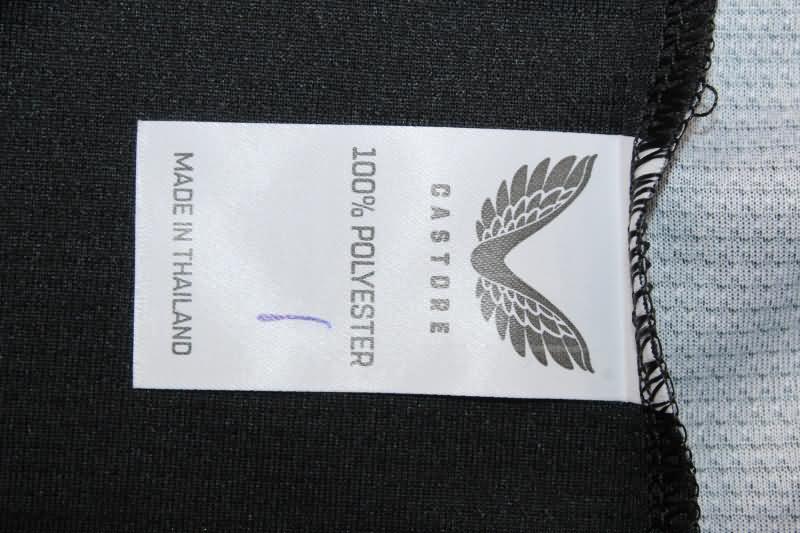 CASTORE
100% POLYESTER
MADE IN THAILAND